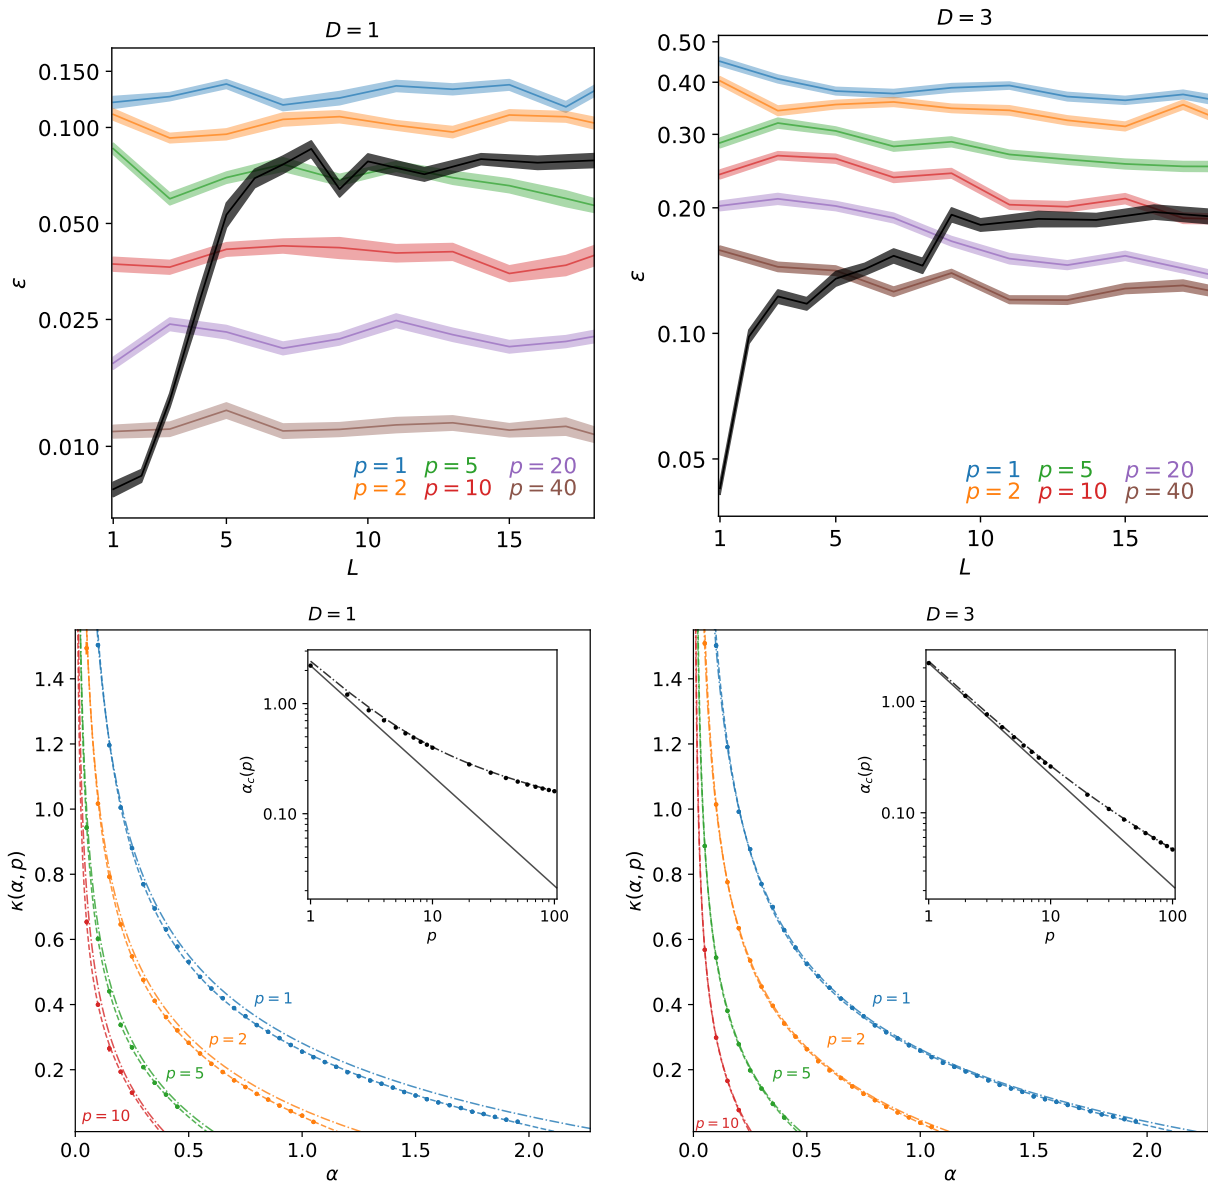 D = 1
ε
0.150
0.100
0.050
0.025
0.010
p = 1 p = 5 p = 20
p = 2 p = 10 p = 40
1 5 10 15
L
D = 3
ε
0.50
0.40
0.30
0.20
0.10
0.05
p = 1 p = 5 p = 20
p = 2 p = 10 p = 40
1 5 10 15
L
D = 1
κ(α, p)
1.4
1.2
1.0
0.8
0.6
0.4
0.2
αc(p)
1.00
0.10
1 10 100
p
p = 1
p = 2
p = 5
p = 10
0.0 0.5 1.0 1.5 2.0
α
D = 3
κ(α, p)
1.4
1.2
1.0
0.8
0.6
0.4
0.2
αc(p)
1.00
0.10
1 10 100
p
p = 1
p = 2
p = 5
p = 10
0.0 0.5 1.0 1.5 2.0
α